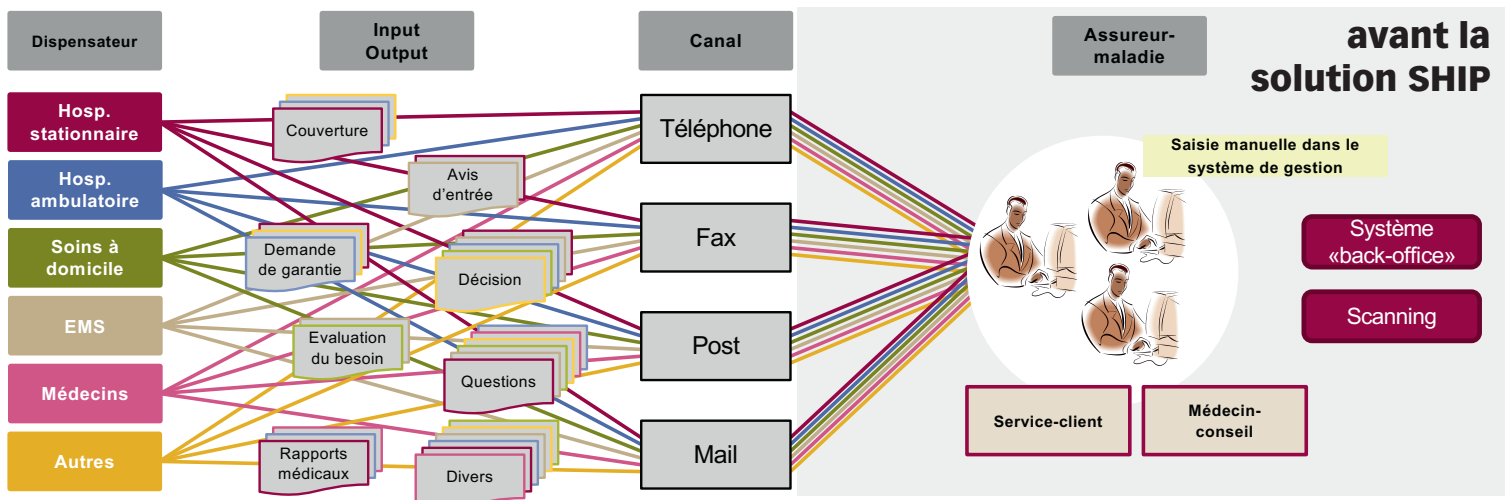 Dispensateur
Input
Output
Canal
Assureur-
maladie
avant la
solution SHIP
Hosp.
stationnaire
Hosp.
ambulatoire
Soins à
domicile
EMS
Médecins
Autres
Couverture
Avis
d'entrée
Demande
de garantie
Décision
Evaluation
du besoin
Questions
Rapports
médicaux
Divers
Téléphone
Fax
Post
Mail
Saisie manuelle dans le
système de gestion
Système
«back-office»
Scanning
Service-client
Médecin-
conseil